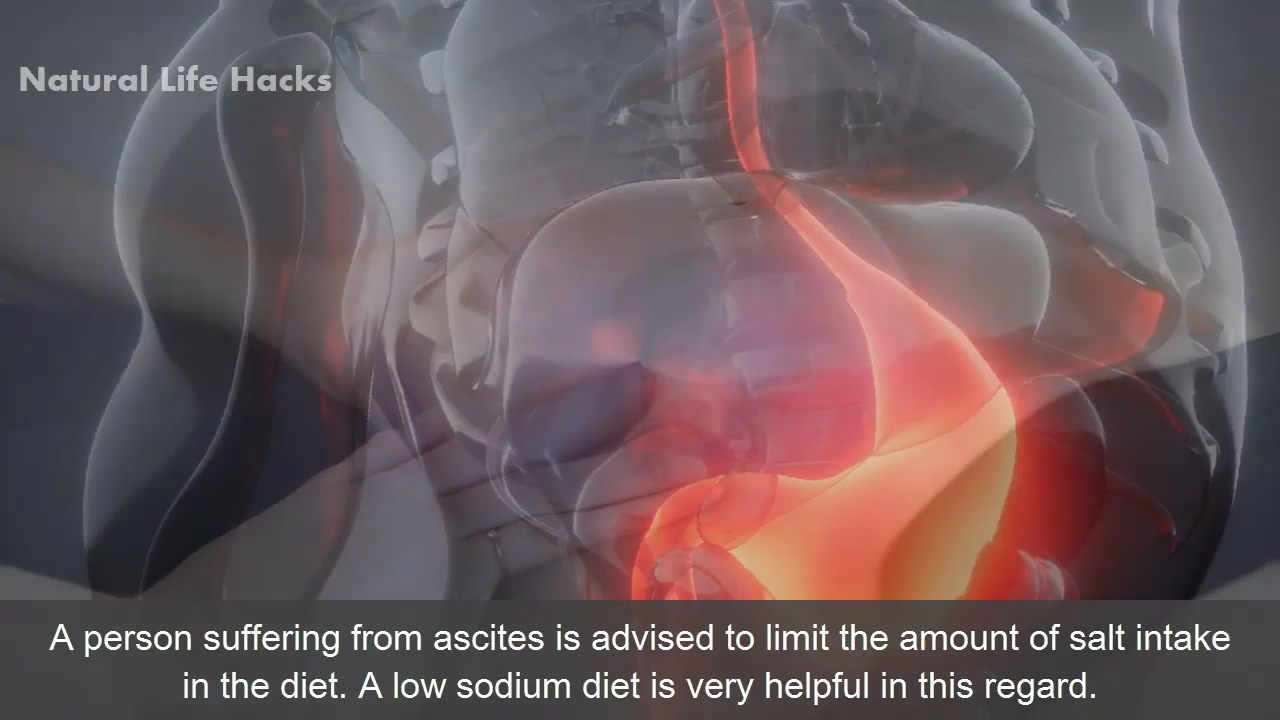 Natural Life Hacks
A person suffering from ascites is advised to limit the amount of salt intake
in the diet. A low sodium diet is very helpful in this regard.